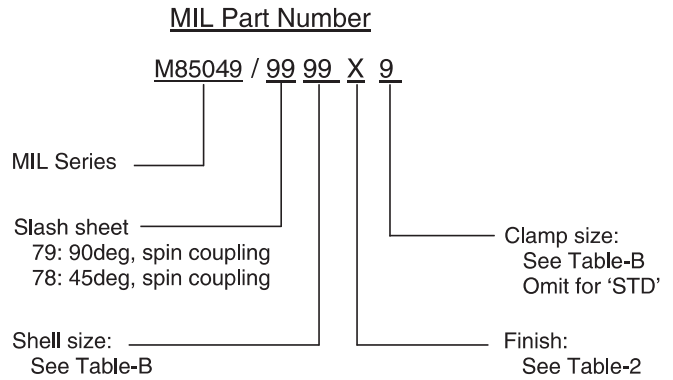 MIL Part Number
M85049 / 99 99 X 9
MIL Series
Slash sheet
79: 90deg, spin coupling
78: 45deg, spin coupling
Clamp size:
See Table-B
Omit for 'STD'
Shell size:
See Table-B
Finish:
See Table-2